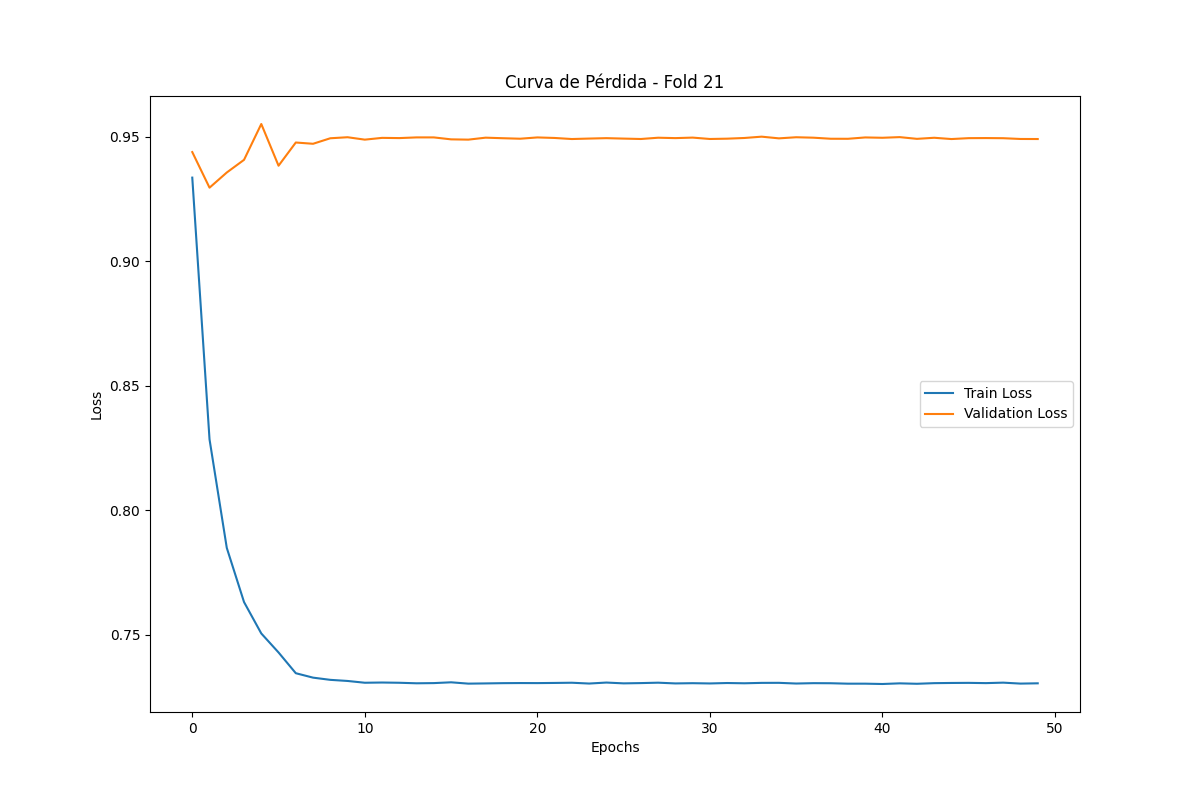 Curva de Pérdida - Fold 21
0.95
0.90
0.85
0.80
0.75
Loss
Train Loss
Validation Loss
0 10 20 30 40 50
Epochs